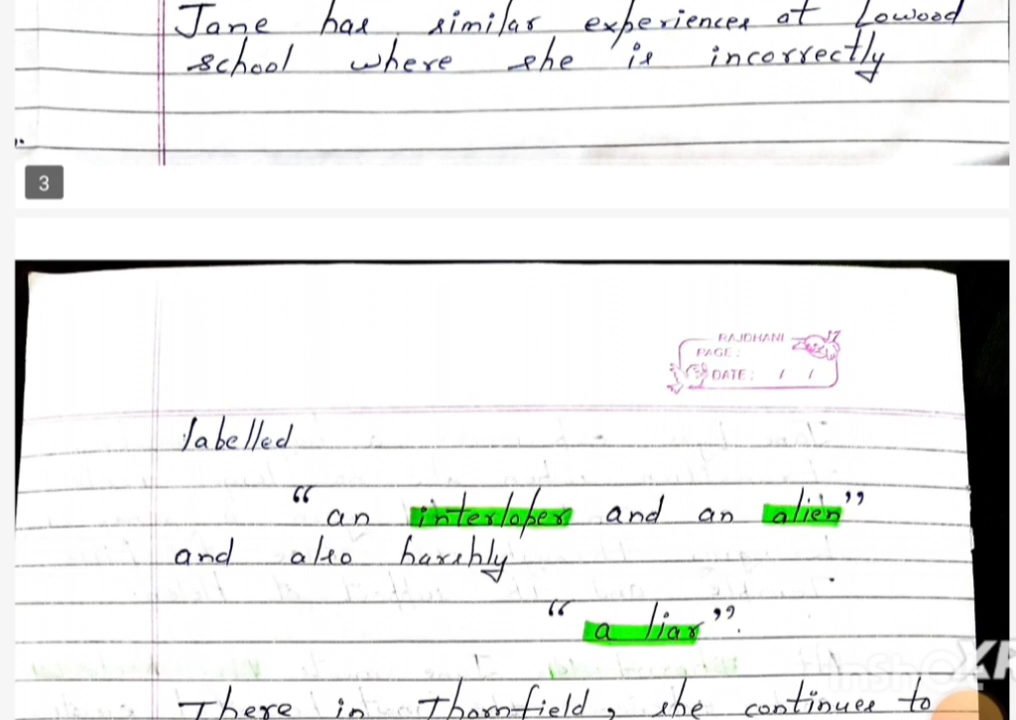 Jane has similar experiences at Lowood
school where she is incorrectly
3
RAJDHANI
PAGE :
DATE : / /
labelled
“ an interloper and an alien”
and also harshly
“ a liar”.
There in Thornfield, she continues to